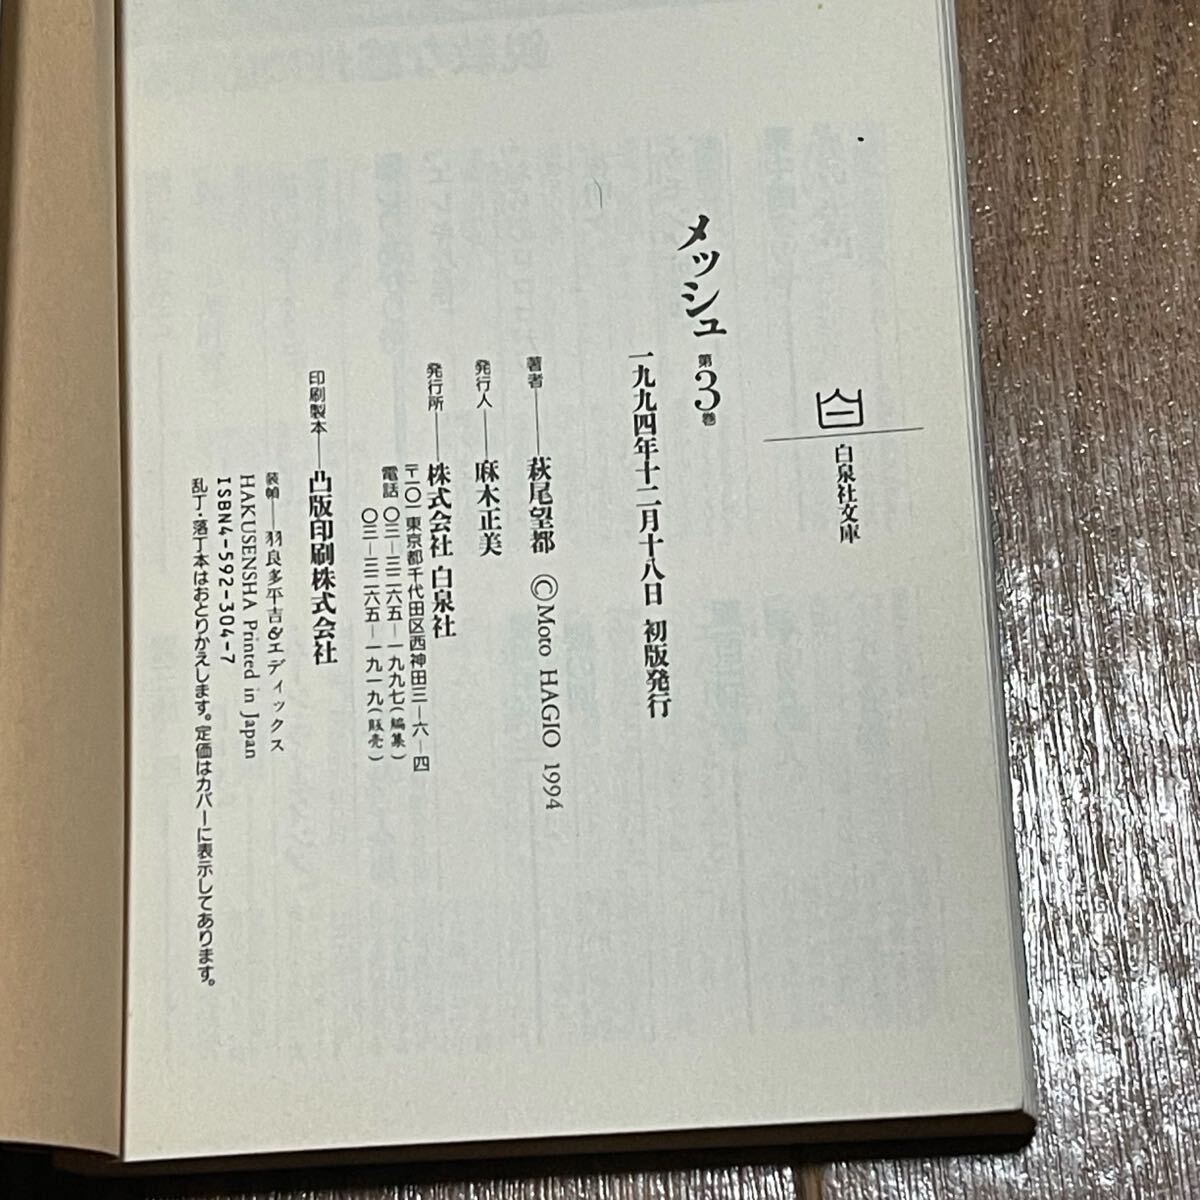 白泉社文庫
メッシュ 第3巻
一九九四年十二月十八日 初版発行
著者――萩尾望都 ©Moto HAGIO 1994
発行人――麻木正美
発行所――株式会社 白泉社
〒一〇一 東京都千代田区西神田三―六―四
電話 〇三―三二六五―一九九七(編集)
〇三―三二六五―一九一九(販売)
印刷製本――凸版印刷株式会社
装幀――羽良多平吉&エディックス
HAKUSENSHA Printed in Japan
ISBN4-592-304-7
乱丁・落丁本はおとりかえします。定価はカバーに表示してあります。